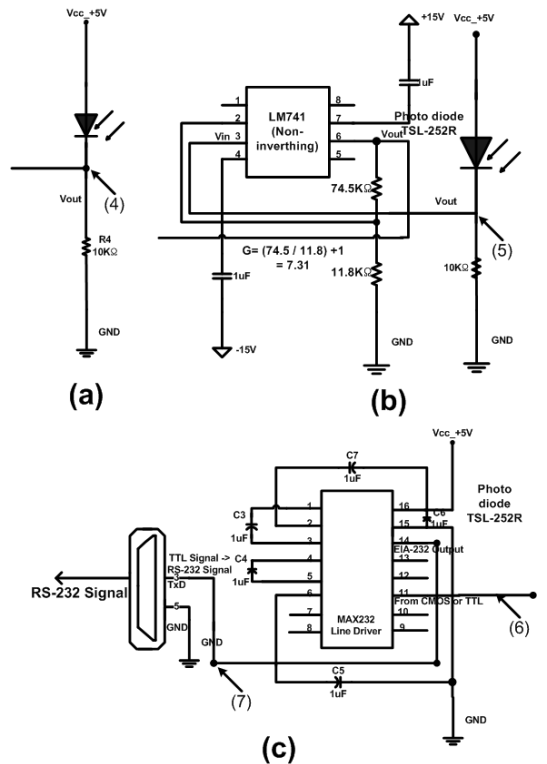 Vcc_+5V
(4)
Vout
R4
10KΩ
GND
(a)
+15V
Vcc_+5V
1uF
1
2
Vin 3
4
LM741
(Non-
inverthing)
8
7
6
5
Photo diode
TSL-252R
Vout
74.5KΩ
Vout
(5)
G= (74.5 / 11.8) +1
= 7.31
11.8KΩ
10KΩ
1uF
GND
GND
-15V
(b)
Vcc_+5V
C7
1uF
Photo
diode
TSL-252R
C3
1uF
C4
1uF
C6
1uF
1
2
3
4
5
6
7
8
16
15
14
13
12
11
10
9
EIA-232 Output
From CMOS or TTL
MAX232
Line Driver
TTL Signal ->
RS-232 Signal
3
TxD
RS-232 Signal
5
GND
GND
(6)
(7)
C5
1uF
GND
(c)